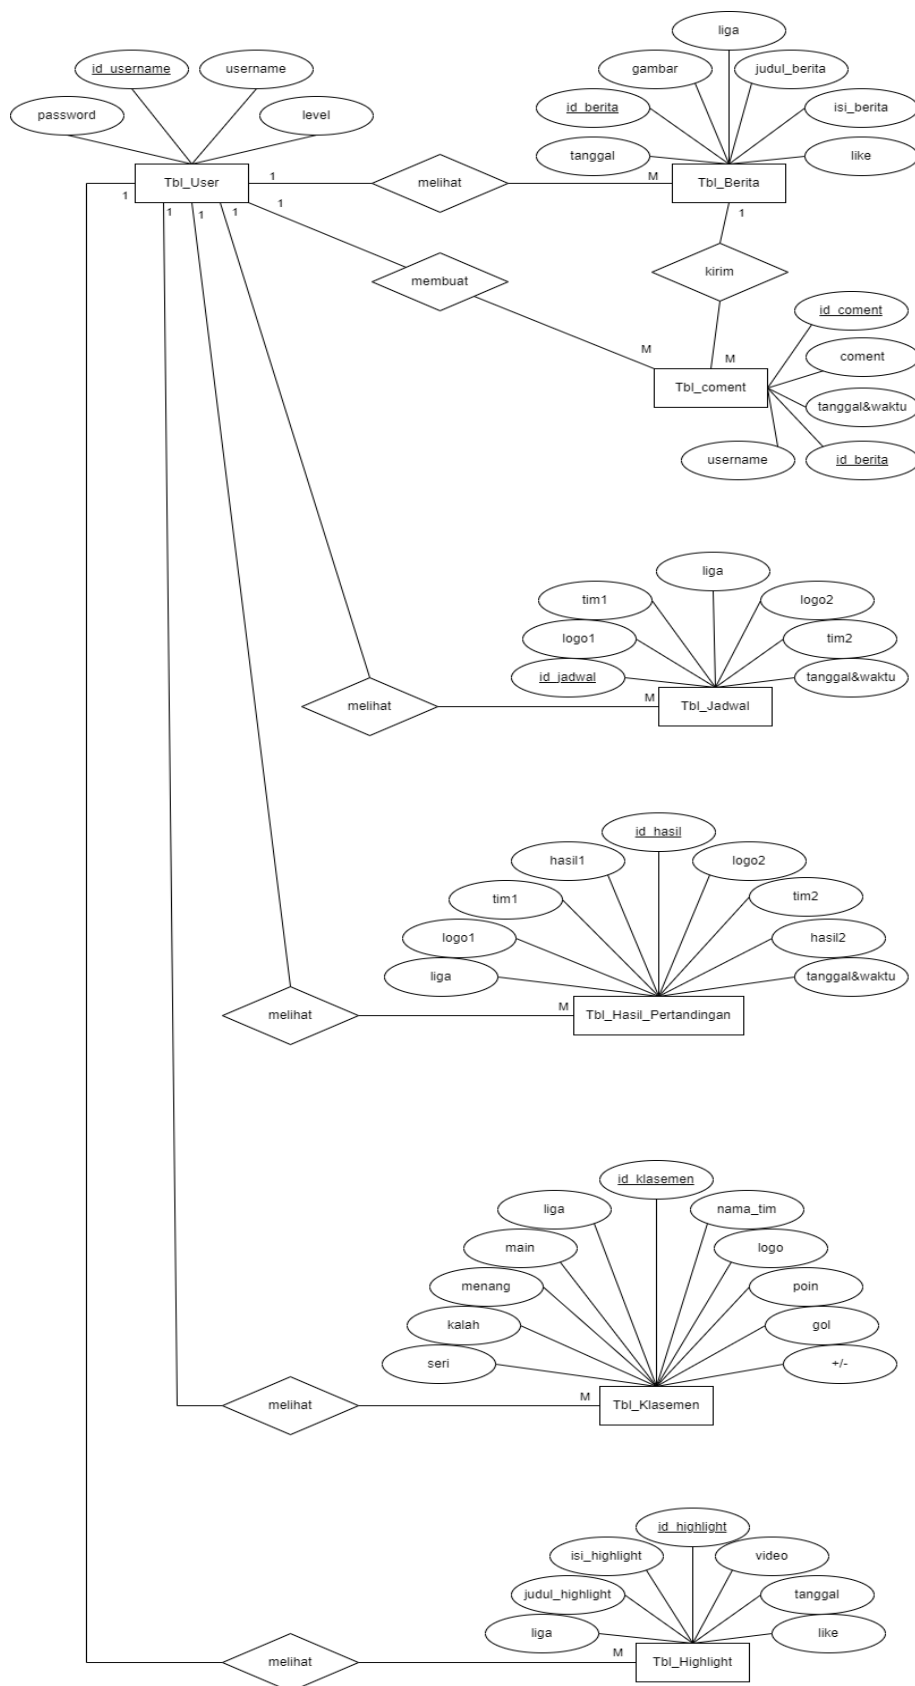 liga
id_username
username
gambar
judul_berita
password
level
id_berita
isi_berita
tanggal
like
Tbl_User
1
melihat
M
Tbl_Berita
1
1
1
1
1
1
1
kirim
membuat
id_coment
M
M
coment
Tbl_coment
tanggal&waktu
username
id_berita
liga
tim1
logo2
logo1
tim2
id_jadwal
tanggal&waktu
melihat
M
Tbl_Jadwal
id_hasil
hasil1
logo2
tim1
tim2
logo1
hasil2
liga
tanggal&waktu
melihat
M
Tbl_Hasil_Pertandingan
id_klasemen
liga
nama_tim
main
logo
menang
poin
kalah
gol
seri
+/-
melihat
M
Tbl_Klasemen
id_highlight
isi_highlight
video
judul_highlight
tanggal
liga
like
melihat
M
Tbl_Highlight